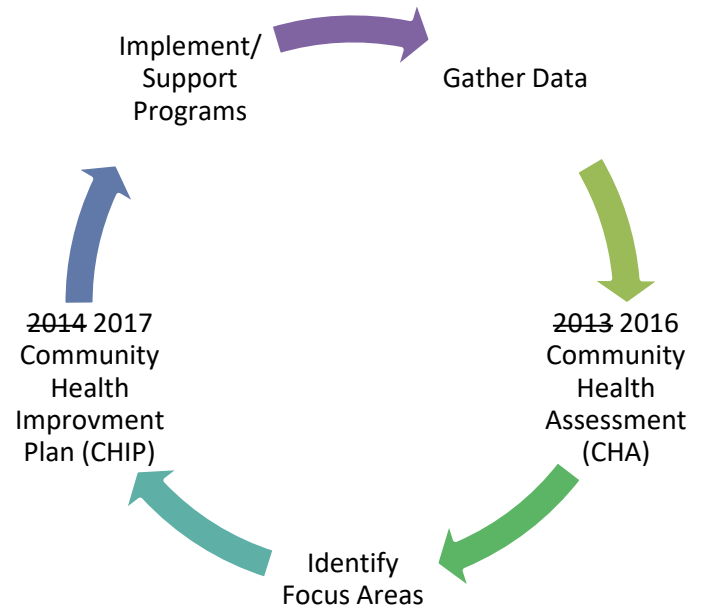 Implement/
Support
Programs
Gather Data
2013 2016
Community
Health
Assessment
(CHA)
Identify
Focus Areas
2014 2017
Community
Health
Improvment
Plan (CHIP)